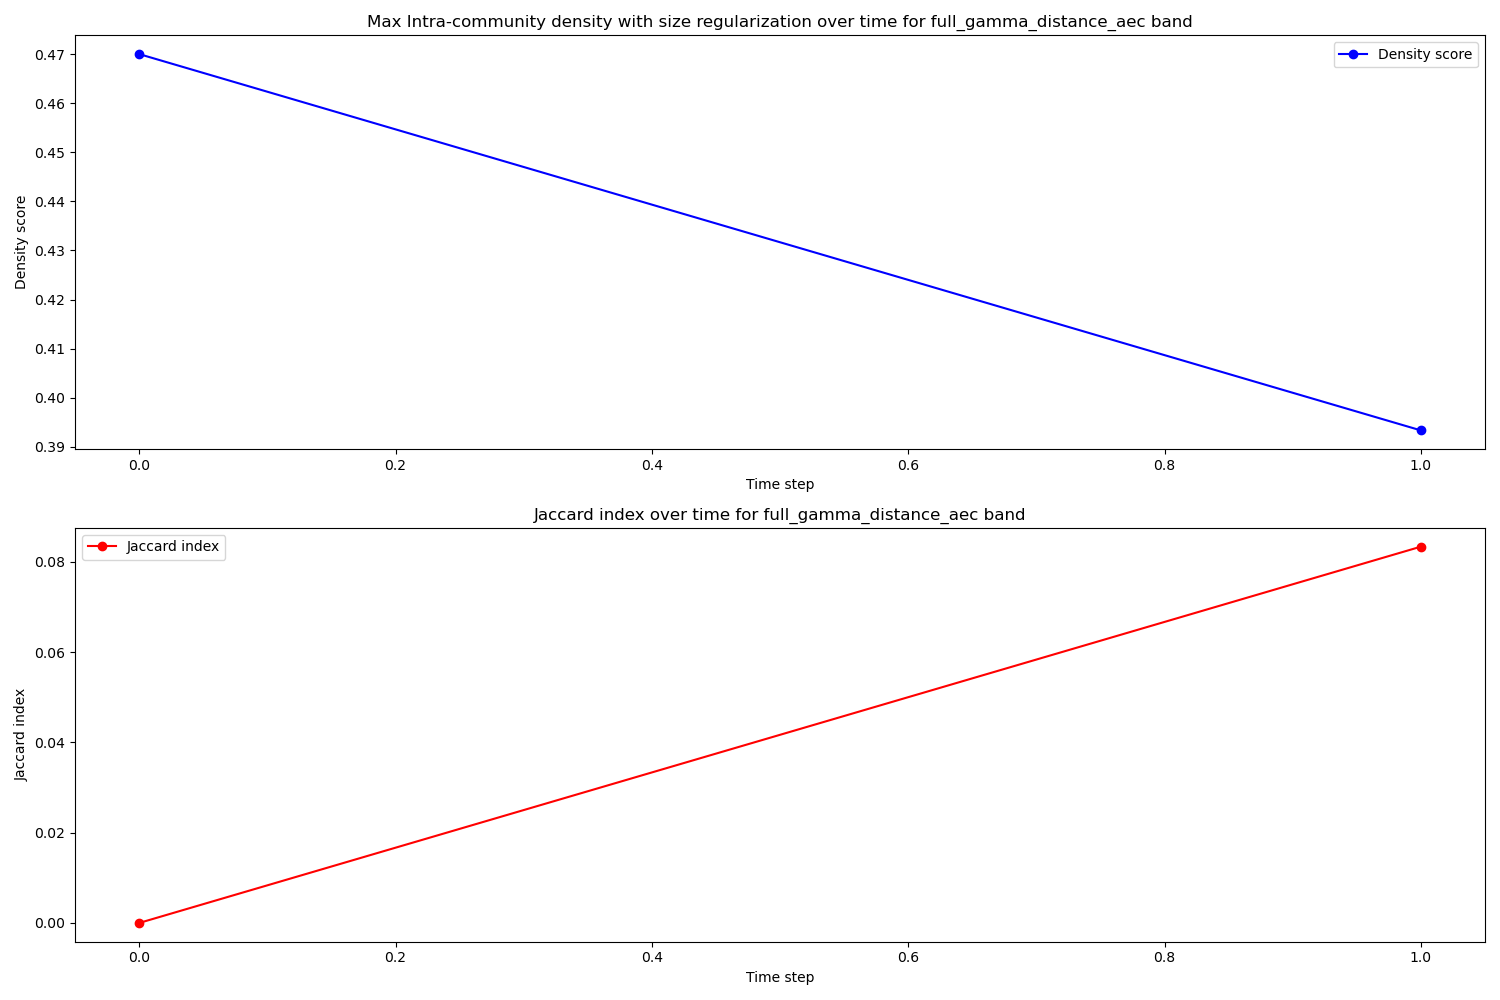 Max Intra-community density with size regularization over time for full_gamma_distance_aec band
Density score
0.47
0.46
0.45
0.44
0.43
0.42
0.41
0.40
0.39
Density score
0.0 0.2 0.4 0.6 0.8 1.0
Time step
Jaccard index over time for full_gamma_distance_aec band
Jaccard index
0.08
0.06
0.04
0.02
0.00
Jaccard index
0.0 0.2 0.4 0.6 0.8 1.0
Time step